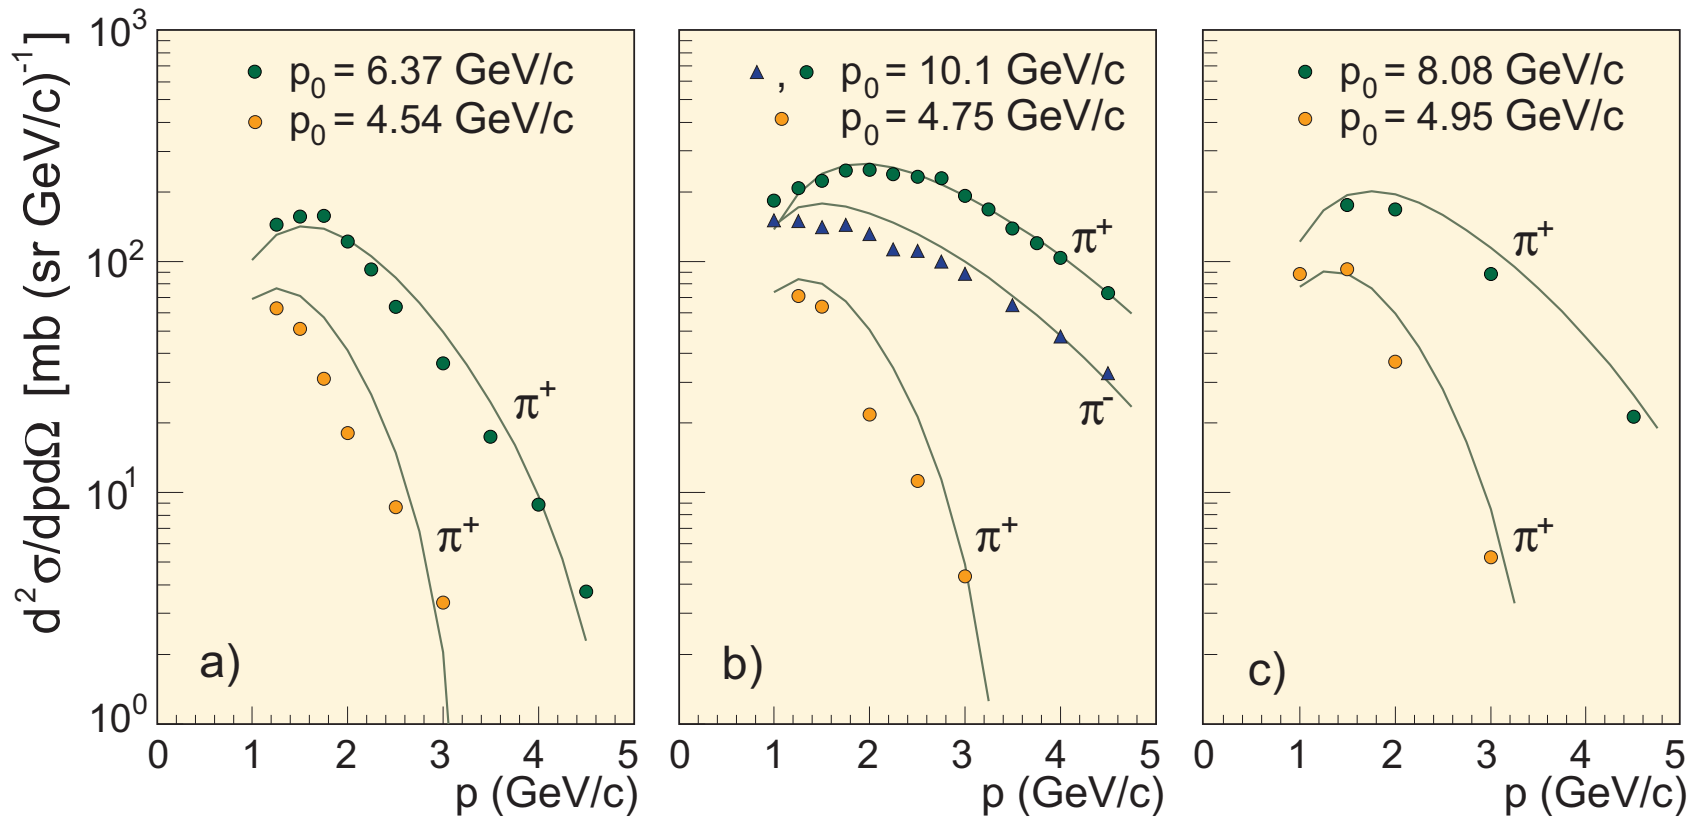 d²σ/dpdΩ [mb (sr GeV/c)⁻¹]
10³
10²
10¹
10⁰
p₀ = 6.37 GeV/c
p₀ = 4.54 GeV/c
π⁺
π⁺
a)
0 1 2 3 4 5
p (GeV/c)
, p₀ = 10.1 GeV/c
p₀ = 4.75 GeV/c
π⁺
π⁻
π⁺
b)
0 1 2 3 4 5
p (GeV/c)
p₀ = 8.08 GeV/c
p₀ = 4.95 GeV/c
π⁺
π⁺
c)
0 1 2 3 4 5
p (GeV/c)